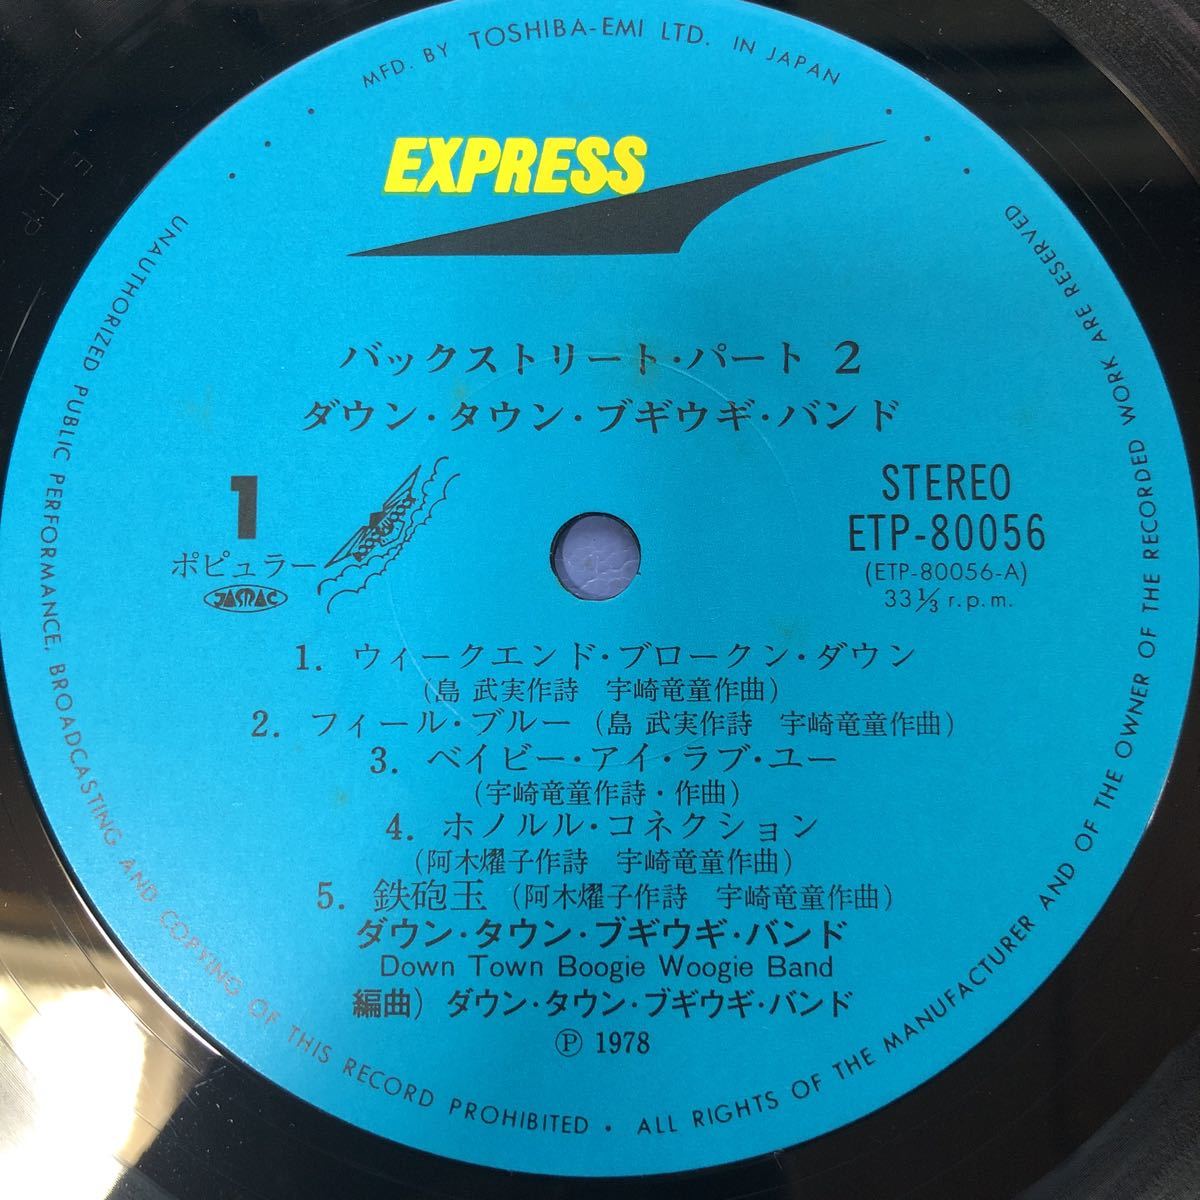 MFD. BY TOSHIBA-EMI LTD. IN JAPAN
EXPRESS
バックストリート・パート 2
ダウン・タウン・ブギウギ・バンド
1
ポピュラー
JASRAC
STEREO
ETP-80056
(ETP-80056-A)
33 1/3 r.p.m.
1. ウィークエンド・ブロークン・ダウン
(島 武実作詩 宇崎竜童作曲)
2. フィール・ブルー (島 武実作詩 宇崎竜童作曲)
3. ベイビー・アイ・ラブ・ユー
(宇崎竜童作詩・作曲)
4. ホノルル・コネクション
(阿木燿子作詩 宇崎竜童作曲)
5. 鉄砲玉 (阿木燿子作詩 宇崎竜童作曲)
ダウン・タウン・ブギウギ・バンド
Down Town Boogie Woogie Band
編曲) ダウン・タウン・ブギウギ・バンド
Ⓟ 1978
UNAUTHORIZED PUBLIC PERFORMANCE, BROADCASTING AND COPYING OF THIS RECORD PROHIBITED • ALL RIGHTS OF THE MANUFACTURER AND OF THE OWNER OF THE RECORDED WORK ARE RESERVED